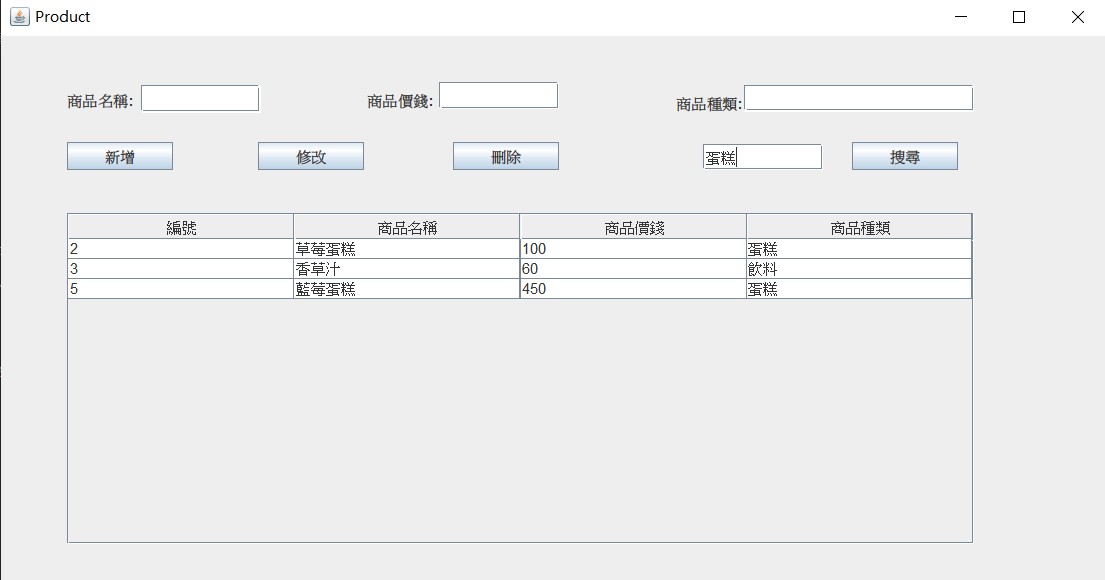 Product
商品名稱: 商品價錢: 商品種類:
新增 修改 刪除 蛋糕 搜尋
編號 商品名稱 商品價錢 商品種類
2 草莓蛋糕 100 蛋糕
3 香草汁 60 飲料
5 藍莓蛋糕 450 蛋糕